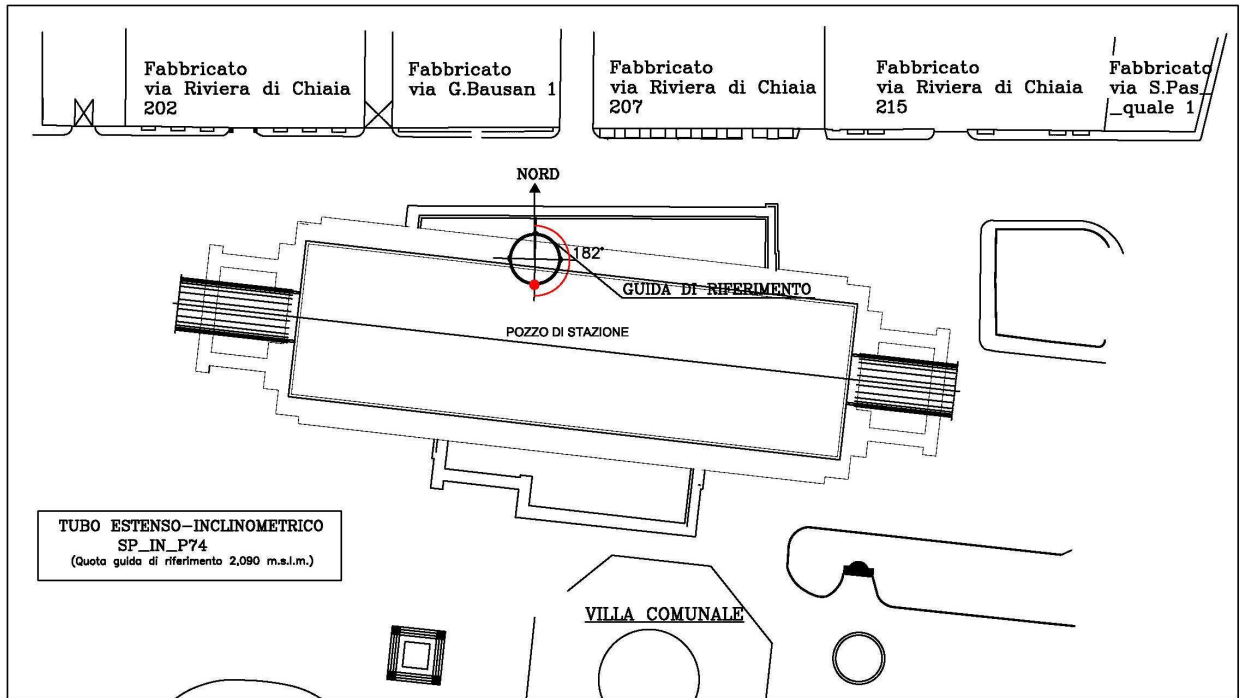 Fabbricato
via Riviera di Chiaia
202
Fabbricato
via G.Bausan 1
Fabbricato
via Riviera di Chiaia
207
Fabbricato
via Riviera di Chiaia
215
Fabbricato
via S.Pas_
_quale 1
NORD
182°
GUIDA DI RIFERIMENTO
POZZO DI STAZIONE
TUBO ESTENSO-INCLINOMETRICO
SP_IN_P74
(Quota guida di riferimento 2,090 m.s.l.m.)
VILLA COMUNALE